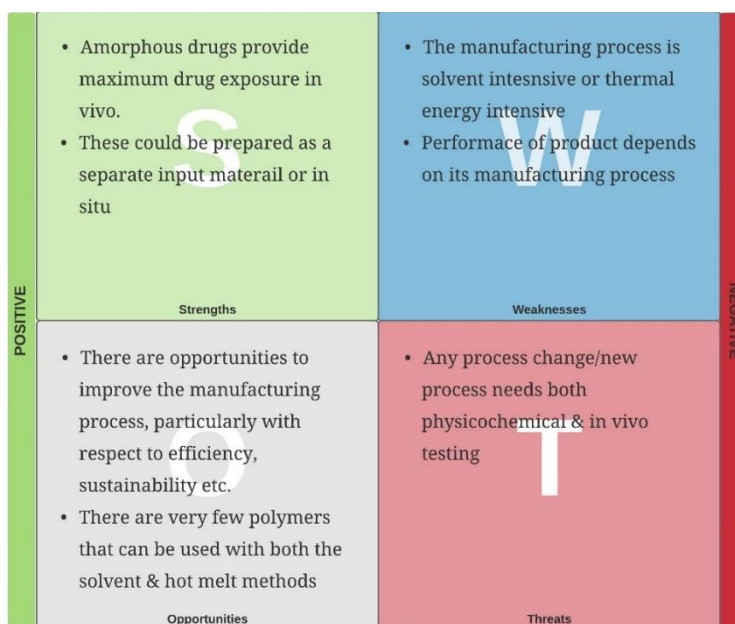 POSITIVE
S
• Amorphous drugs provide
maximum drug exposure in
vivo.
• These could be prepared as a
separate input materail or in
situ
Strengths
W
• The manufacturing process is
solvent intesnsive or thermal
energy intensive
• Performace of product depends
on its manufacturing process
Weaknesses
NEGATIVE
O
• There are opportunities to
improve the manufacturing
process, particularly with
respect to efficiency,
sustainability etc.
• There are very few polymers
that can be used with both the
solvent & hot melt methods
Opportunities
T
• Any process change/new
process needs both
physicochemical & in vivo
testing
Threats